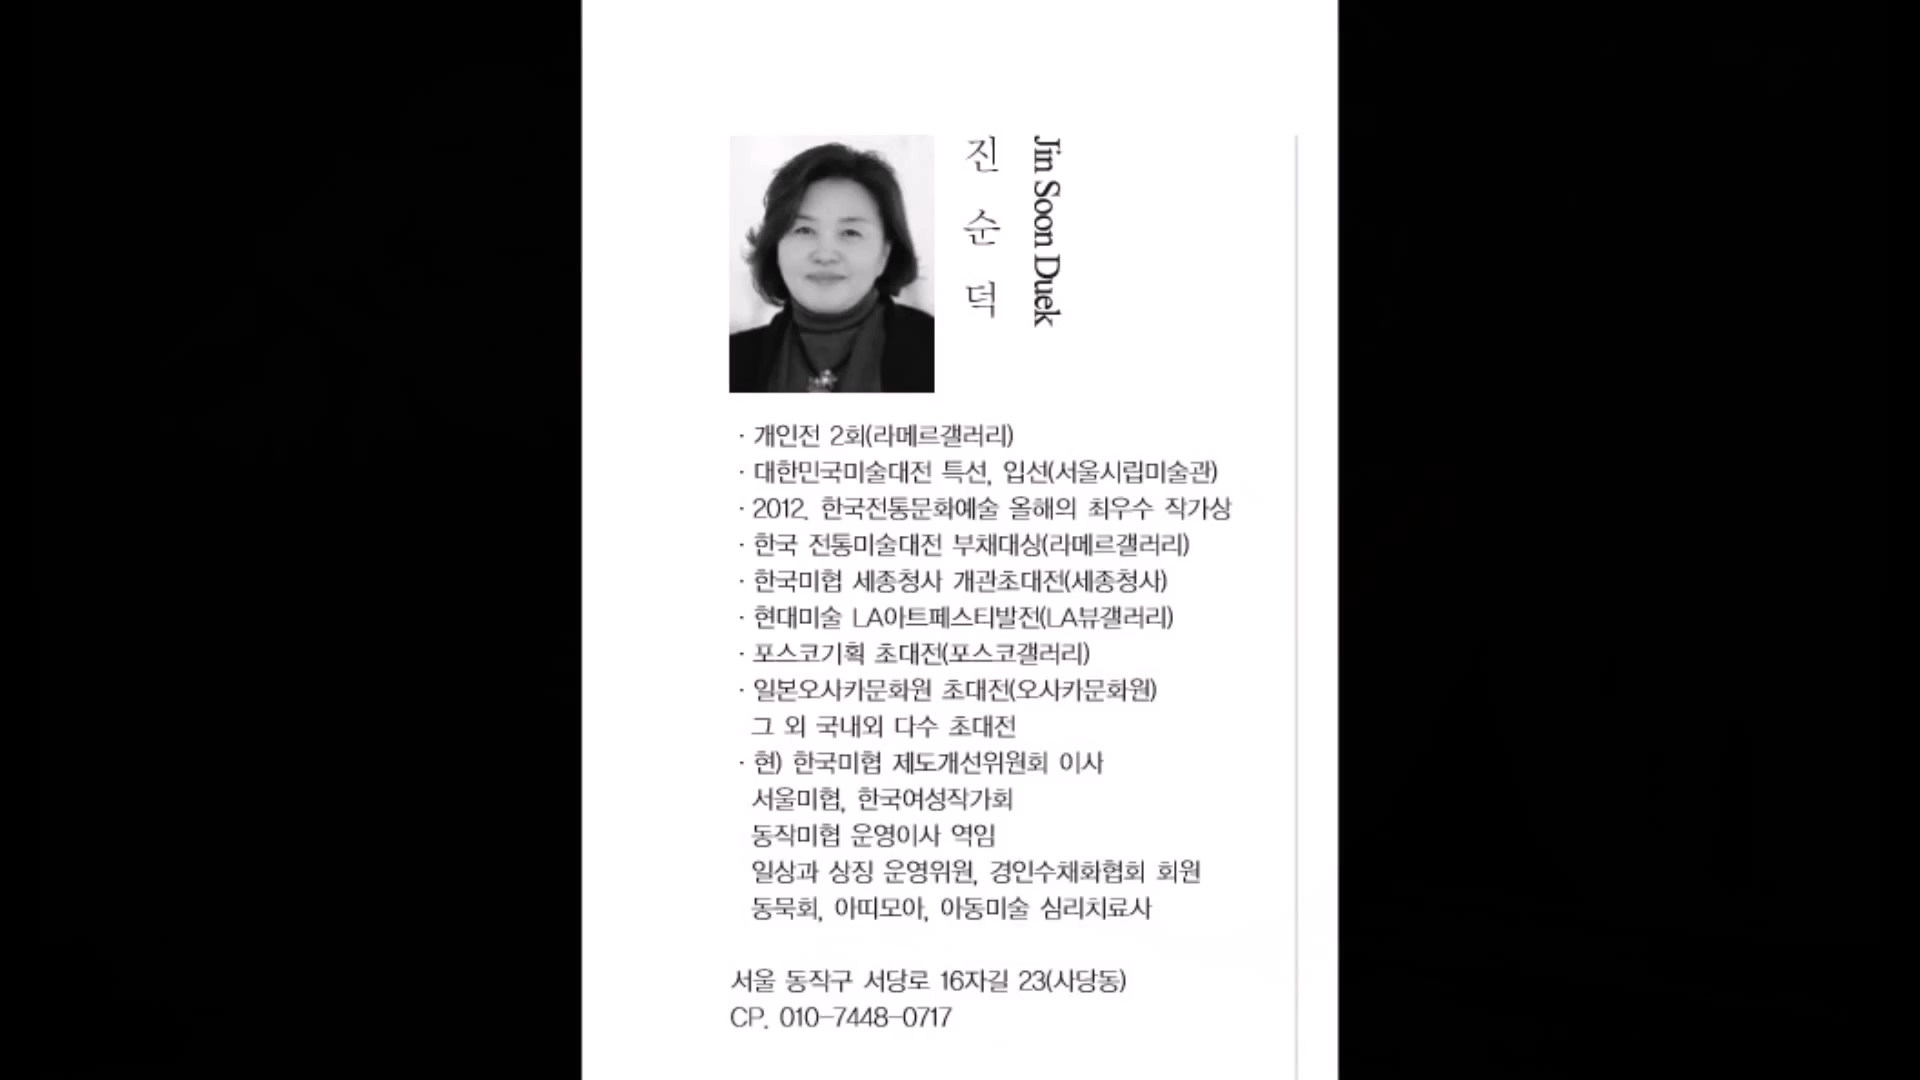 진순덕
Jin Soon Duek
· 개인전 2회(라메르갤러리)
· 대한민국미술대전 특선, 입선(서울시립미술관)
· 2012. 한국전통문화예술 올해의 최우수 작가상
· 한국 전통미술대전 부채대상(라메르갤러리)
· 한국미협 세종청사 개관초대전(세종청사)
· 현대미술 LA아트페스티발전(LA뷰갤러리)
· 포스코기획 초대전(포스코갤러리)
· 일본오사카문화원 초대전(오사카문화원)
그 외 국내외 다수 초대전
· 현) 한국미협 제도개선위원회 이사
서울미협, 한국여성작가회
동작미협 운영이사 역임
일상과 상징 운영위원, 경인수채화협회 회원
동묵회, 아띠모아, 아동미술 심리치료사
서울 동작구 서당로 16자길 23(사당동)
CP. 010-7448-0717